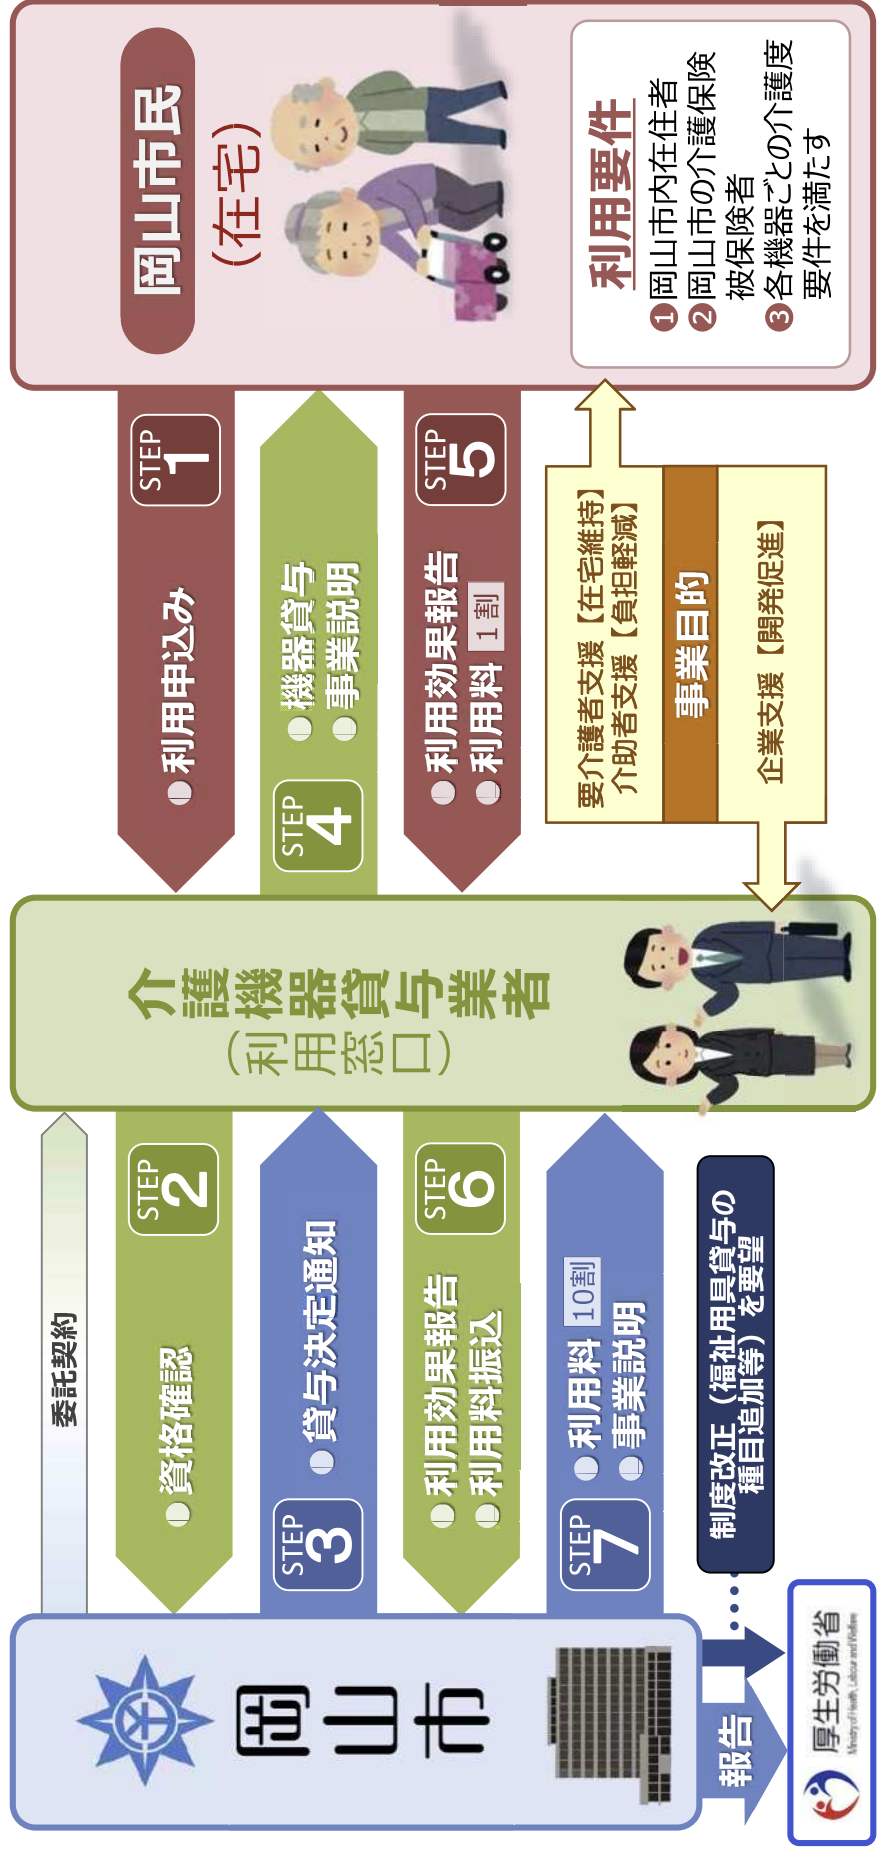 岡山市
委託契約
STEP
2
●資格確認
STEP
3
●貸与決定通知
STEP
6
●利用効果報告
●利用料振込
STEP
7
●利用料 10割
●事業説明
制度改正（福祉用具貸与の
種目追加等）を要望
報告
厚生労働省
Ministry of Health, Labour and Welfare
介護機器貸与業者
（利用窓口）
STEP
1
●利用申込み
STEP
4
●機器貸与
●事業説明
STEP
5
●利用効果報告
●利用料 1割
要介護者支援【在宅維持】
介助者支援【負担軽減】
事業目的
企業支援【開発促進】
岡山市民
（在宅）
利用要件
❶岡山市内在住者
❷岡山市の介護保険
被保険者
❸各機器ごとの介護度
要件を満たす